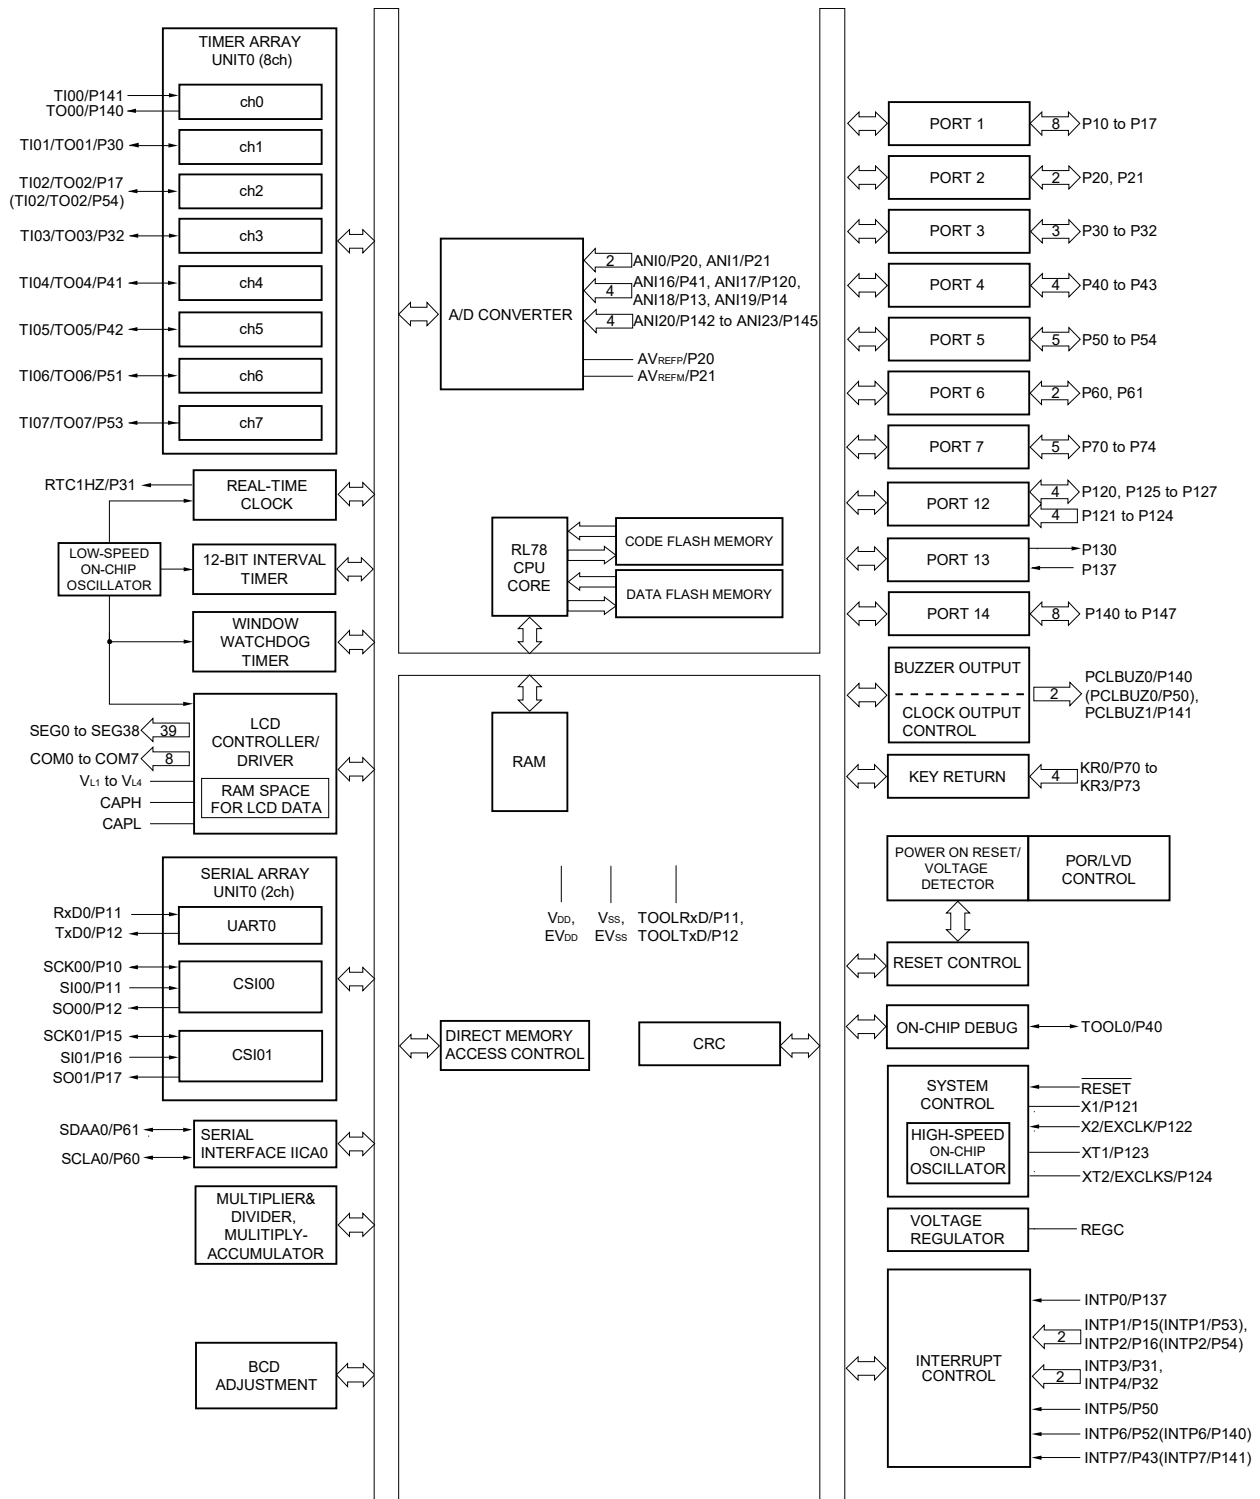 TIMER ARRAY
UNIT0 (8ch)
TI00/P141
TO00/P140
ch0
TI01/TO01/P30
ch1
TI02/TO02/P17
(TI02/TO02/P54)
ch2
TI03/TO03/P32
ch3
TI04/TO04/P41
ch4
TI05/TO05/P42
ch5
TI06/TO06/P51
ch6
TI07/TO07/P53
ch7
RTC1HZ/P31
REAL-TIME
CLOCK
LOW-SPEED
ON-CHIP
OSCILLATOR
12-BIT INTERVAL
TIMER
WINDOW
WATCHDOG
TIMER
LCD
CONTROLLER/
DRIVER
RAM SPACE
FOR LCD DATA
SEG0 to SEG38
39
COM0 to COM7
8
VL1 to VL4
CAPH
CAPL
SERIAL ARRAY
UNIT0 (2ch)
RxD0/P11
TxD0/P12
UART0
SCK00/P10
SI00/P11
SO00/P12
CSI00
SCK01/P15
SI01/P16
SO01/P17
CSI01
SDAA0/P61
SCLA0/P60
SERIAL
INTERFACE IICA0
MULTIPLIER&
DIVIDER,
MULITIPLY-
ACCUMULATOR
BCD
ADJUSTMENT
A/D CONVERTER
2
ANI0/P20, ANI1/P21
4
ANI16/P41, ANI17/P120,
ANI18/P13, ANI19/P14
4
ANI20/P142 to ANI23/P145
AVREFP/P20
AVREFM/P21
RL78
CPU
CORE
CODE FLASH MEMORY
DATA FLASH MEMORY
RAM
VDD,
EVDD
VSS,
EVSS
TOOLRxD/P11,
TOOLTxD/P12
DIRECT MEMORY
ACCESS CONTROL
CRC
PORT 1
8
P10 to P17
PORT 2
2
P20, P21
PORT 3
3
P30 to P32
PORT 4
4
P40 to P43
PORT 5
5
P50 to P54
PORT 6
2
P60, P61
PORT 7
5
P70 to P74
PORT 12
4
P120, P125 to P127
4
P121 to P124
PORT 13
P130
P137
PORT 14
8
P140 to P147
BUZZER OUTPUT
CLOCK OUTPUT
CONTROL
2
PCLBUZ0/P140
(PCLBUZ0/P50),
PCLBUZ1/P141
KEY RETURN
4
KR0/P70 to
KR3/P73
POWER ON RESET/
VOLTAGE
DETECTOR
POR/LVD
CONTROL
RESET CONTROL
ON-CHIP DEBUG
TOOL0/P40
SYSTEM
CONTROL
HIGH-SPEED
ON-CHIP
OSCILLATOR
RESET
X1/P121
X2/EXCLK/P122
XT1/P123
XT2/EXCLKS/P124
VOLTAGE
REGULATOR
REGC
INTERRUPT
CONTROL
INTP0/P137
2
INTP1/P15(INTP1/P53),
INTP2/P16(INTP2/P54)
2
INTP3/P31,
INTP4/P32
INTP5/P50
INTP6/P52(INTP6/P140)
INTP7/P43(INTP7/P141)